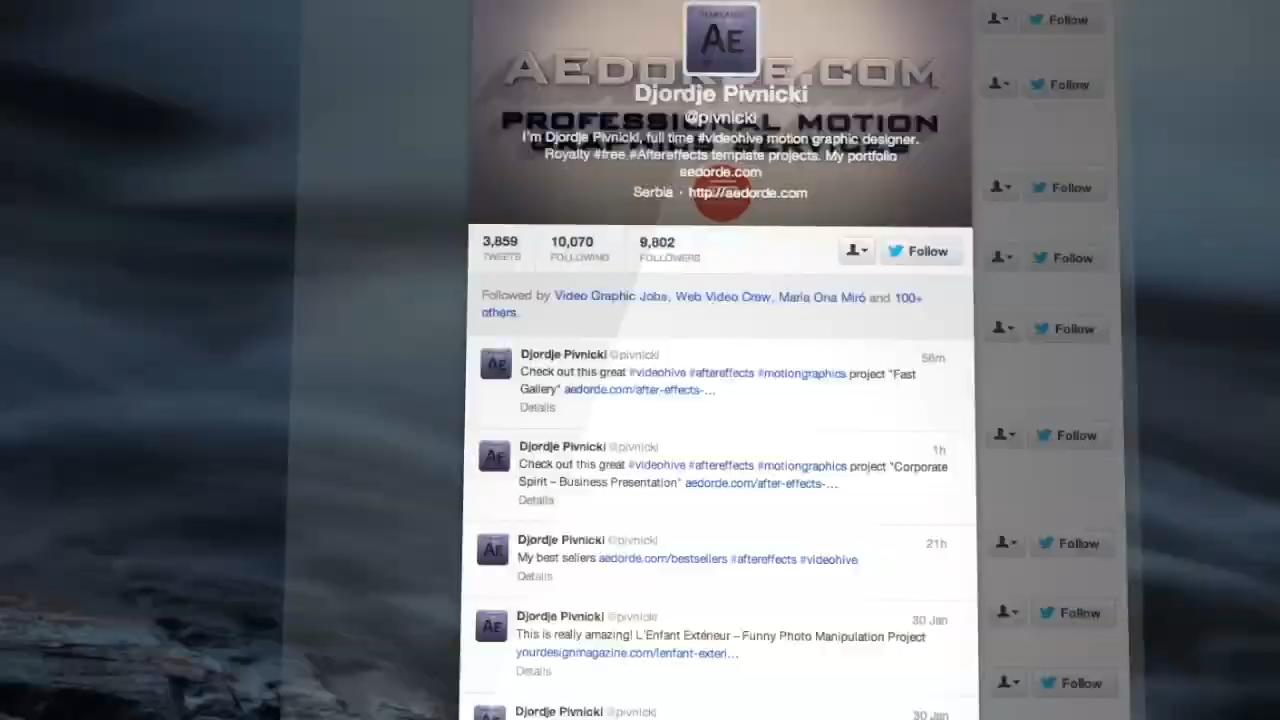 Follow
AE
AEDORDE.COM
Djordje Pivnicki
@pivnicki
PROFESSIONAL MOTION
I'm Djordje Pivnicki, full time #videohive motion graphic designer.
Royalty #free #Aftereffects template projects. My portfolio
aedorde.com
Serbia · http://aedorde.com
Follow
Follow
3,859
TWEETS
10,070
FOLLOWING
9,802
FOLLOWERS
Follow
Follow
Followed by Video Graphic Jobs, Web Video Crew, Maria Ona Miró and 100+
others.
Follow
Djordje Pivnicki @pivnicki 56m
Check out this great #videohive #aftereffects #motiongraphics project "Fast
Gallery" aedorde.com/after-effects-…
Details
Follow
AE
Djordje Pivnicki @pivnicki 1h
Check out this great #videohive #aftereffects #motiongraphics project "Corporate
Spirit – Business Presentation" aedorde.com/after-effects-…
Details
AE
Djordje Pivnicki @pivnicki 21h
My best sellers aedorde.com/bestsellers #aftereffects #videohive
Details
Follow
AE
Djordje Pivnicki @pivnicki 30 Jan
This is really amazing! L'Enfant Extérieur – Funny Photo Manipulation Project
yourdesignmagazine.com/lenfant-exteri…
Details
Follow
AE
Follow
Djordje Pivnicki @pivnicki 30 Jan